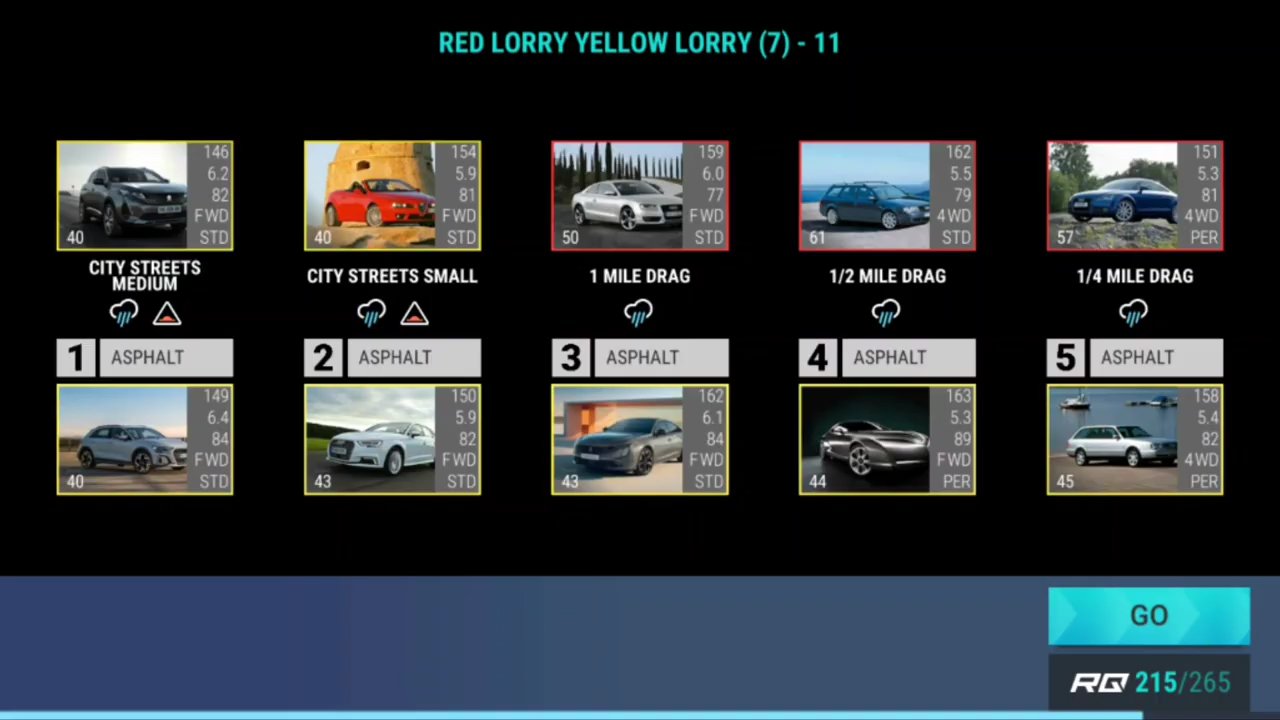 RED LORRY YELLOW LORRY (7) - 11
146
6.2
82
FWD
STD
40
154
5.9
81
FWD
STD
40
159
6.0
77
FWD
STD
50
162
5.5
79
4WD
STD
61
151
5.3
81
4WD
PER
57
CITY STREETS
MEDIUM
CITY STREETS SMALL
1 MILE DRAG
1/2 MILE DRAG
1/4 MILE DRAG
1 ASPHALT
2 ASPHALT
3 ASPHALT
4 ASPHALT
5 ASPHALT
149
6.4
84
FWD
STD
40
150
5.9
82
FWD
STD
43
162
6.1
84
FWD
STD
43
163
5.3
89
FWD
PER
44
158
5.4
82
4WD
PER
45
GO
RQ 215/265